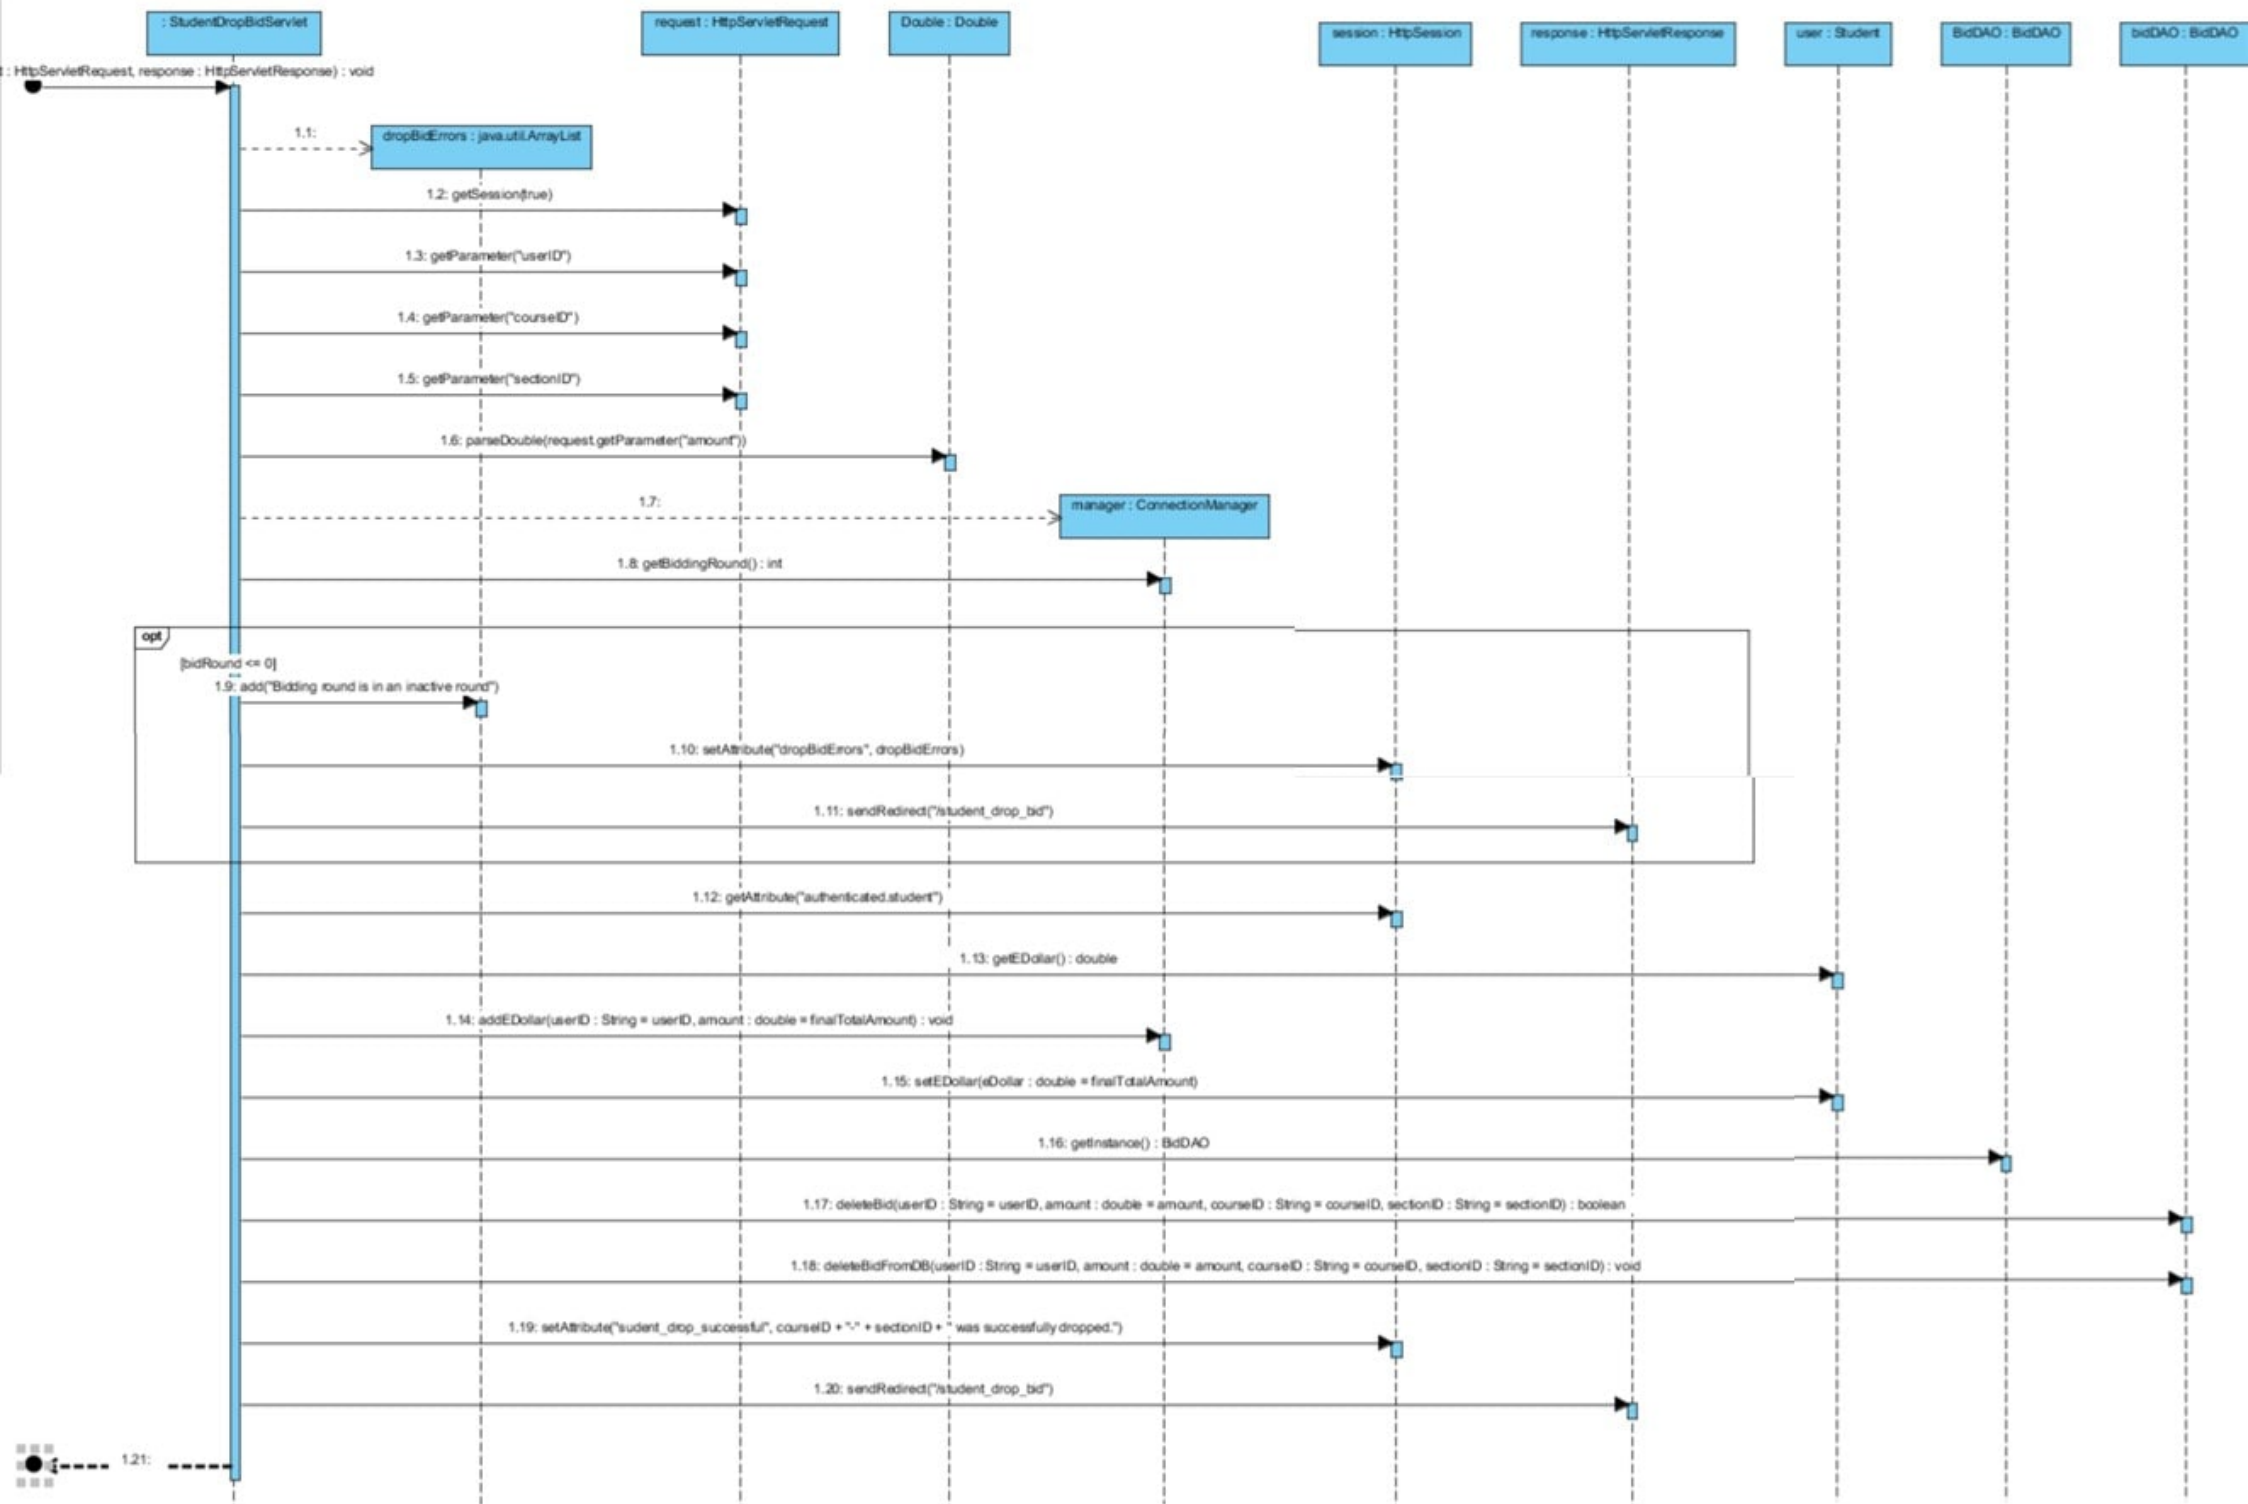 : StudentDropBidServlet
request : HttpServletRequest
Double : Double
session : HttpSession
response : HttpServletResponse
user : Student
BidDAO : BidDAO
bidDAO : BidDAO
: HttpServletRequest, response : HttpServletResponse) : void
1.1:
dropBidErrors : java.util.ArrayList
1.2: getSession(true)
1.3: getParameter("userID")
1.4: getParameter("courseID")
1.5: getParameter("sectionID")
1.6: parseDouble(request.getParameter("amount"))
1.7:
manager : ConnectionManager
1.8: getBiddingRound() : int
opt
[bidRound <= 0]
1.9: add("Bidding round is in an inactive round")
1.10: setAttribute("dropBidErrors", dropBidErrors)
1.11: sendRedirect("/student_drop_bid")
1.12: getAttribute("authenticated.student")
1.13: getEDollar() : double
1.14: addEDollar(userID : String = userID, amount : double = finalTotalAmount) : void
1.15: setEDollar(eDollar : double = finalTotalAmount)
1.16: getInstance() : BidDAO
1.17: deleteBid(userID : String = userID, amount : double = amount, courseID : String = courseID, sectionID : String = sectionID) : boolean
1.18: deleteBidFromDB(userID : String = userID, amount : double = amount, courseID : String = courseID, sectionID : String = sectionID) : void
1.19: setAttribute("sudent_drop_successful", courseID + "-" + sectionID + " was successfully dropped.")
1.20: sendRedirect("/student_drop_bid")
1.21: